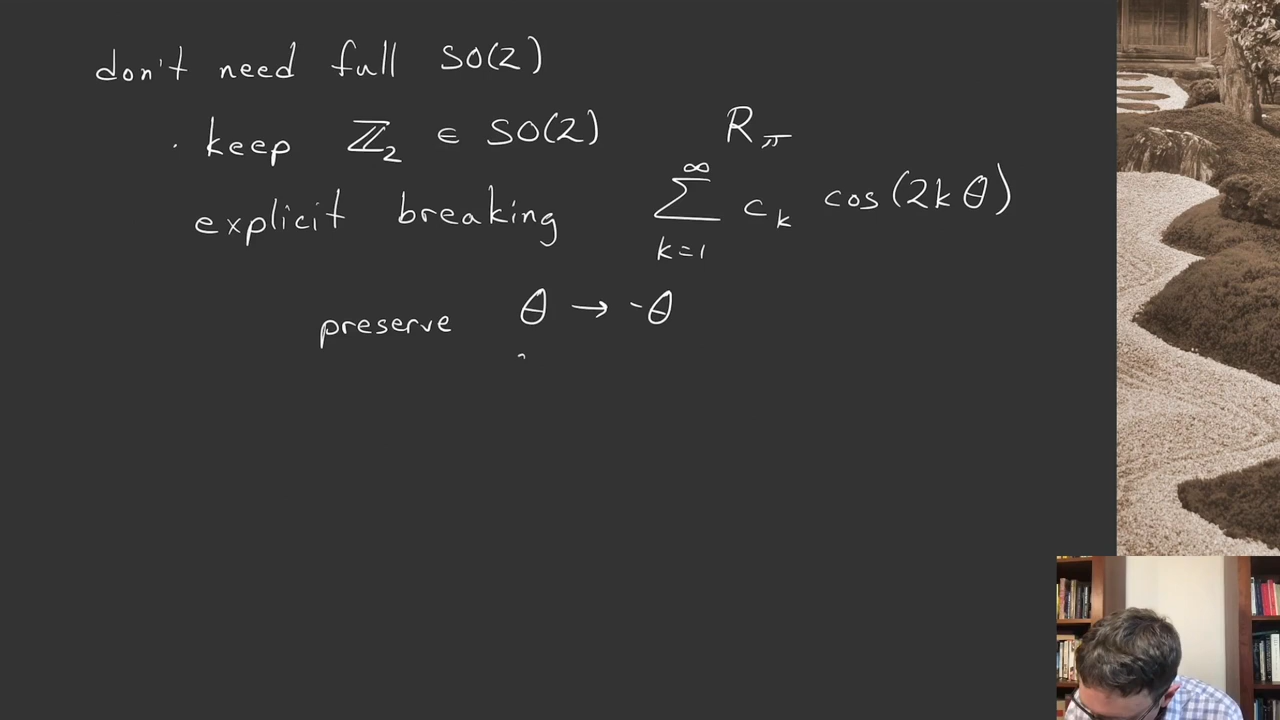 don't need full SO(2)
· keep ℤ₂ ∈ SO(2) R_π
explicit breaking ∑_{k=1}^{∞} c_k cos(2kθ)
preserve θ → -θ